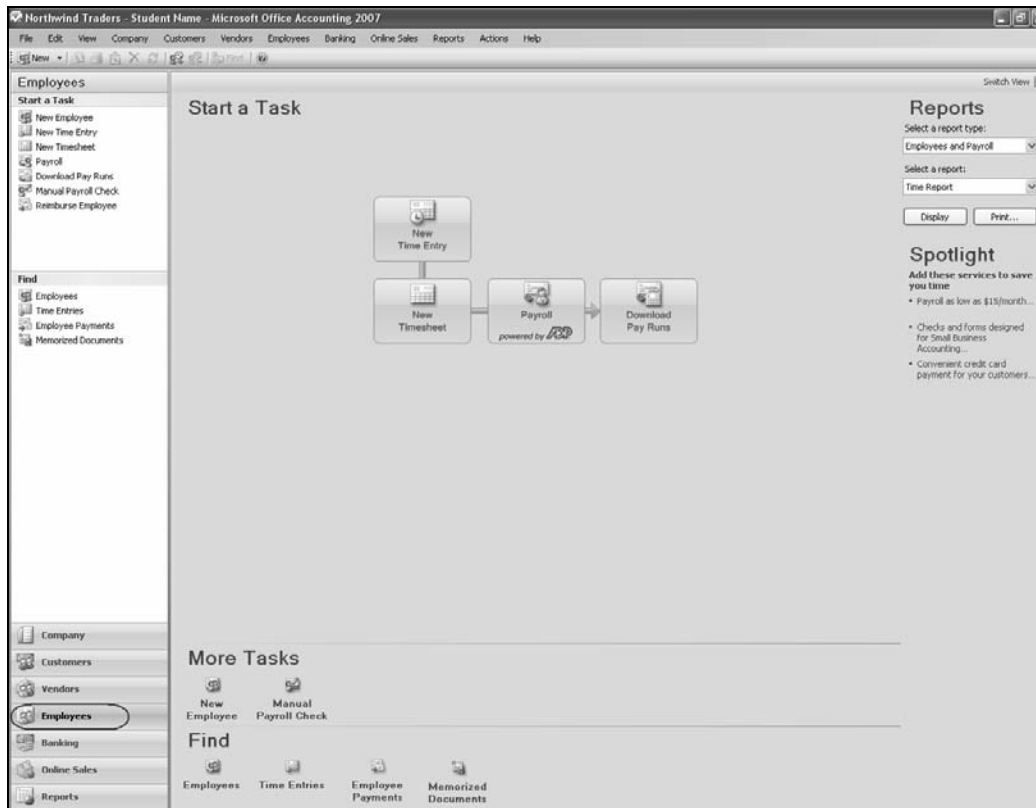 Northwind Traders - Student Name - Microsoft Office Accounting 2007
File Edit View Company Customers Vendors Employees Banking Online Sales Reports Actions Help
New Find
Employees
Switch View
Start a Task
New Employee
New Time Entry
New Timesheet
Payroll
Download Pay Runs
Manual Payroll Check
Reimburse Employee
Find
Employees
Time Entries
Employee Payments
Memorized Documents
Company
Customers
Vendors
Employees
Banking
Online Sales
Reports
Start a Task
New
Time Entry
New
Timesheet
Payroll
powered by ADP
Download
Pay Runs
More Tasks
New
Employee
Manual
Payroll Check
Find
Employees
Time Entries
Employee
Payments
Memorized
Documents
Reports
Select a report type:
Employees and Payroll
Select a report:
Time Report
Display Print...
Spotlight
Add these services to save
you time
• Payroll as low as $15/month...
• Checks and forms designed
for Small Business
Accounting...
• Convenient credit card
payment for your customers...